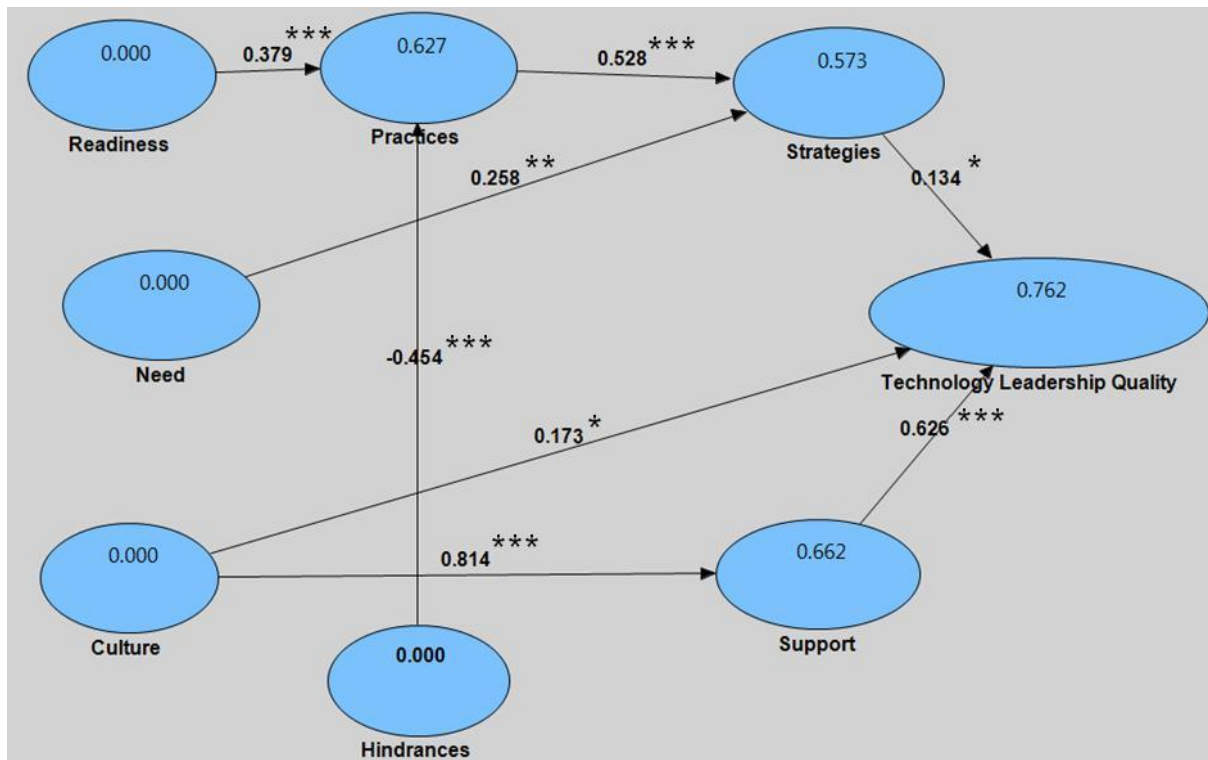 0.000
0.379***
0.627
0.528***
0.573
Readiness
Practices
Strategies
0.258**
0.134*
0.000
0.762
Need
-0.454***
Technology Leadership Quality
0.173*
0.626***
0.000
0.814***
0.662
Culture
Support
0.000
Hindrances